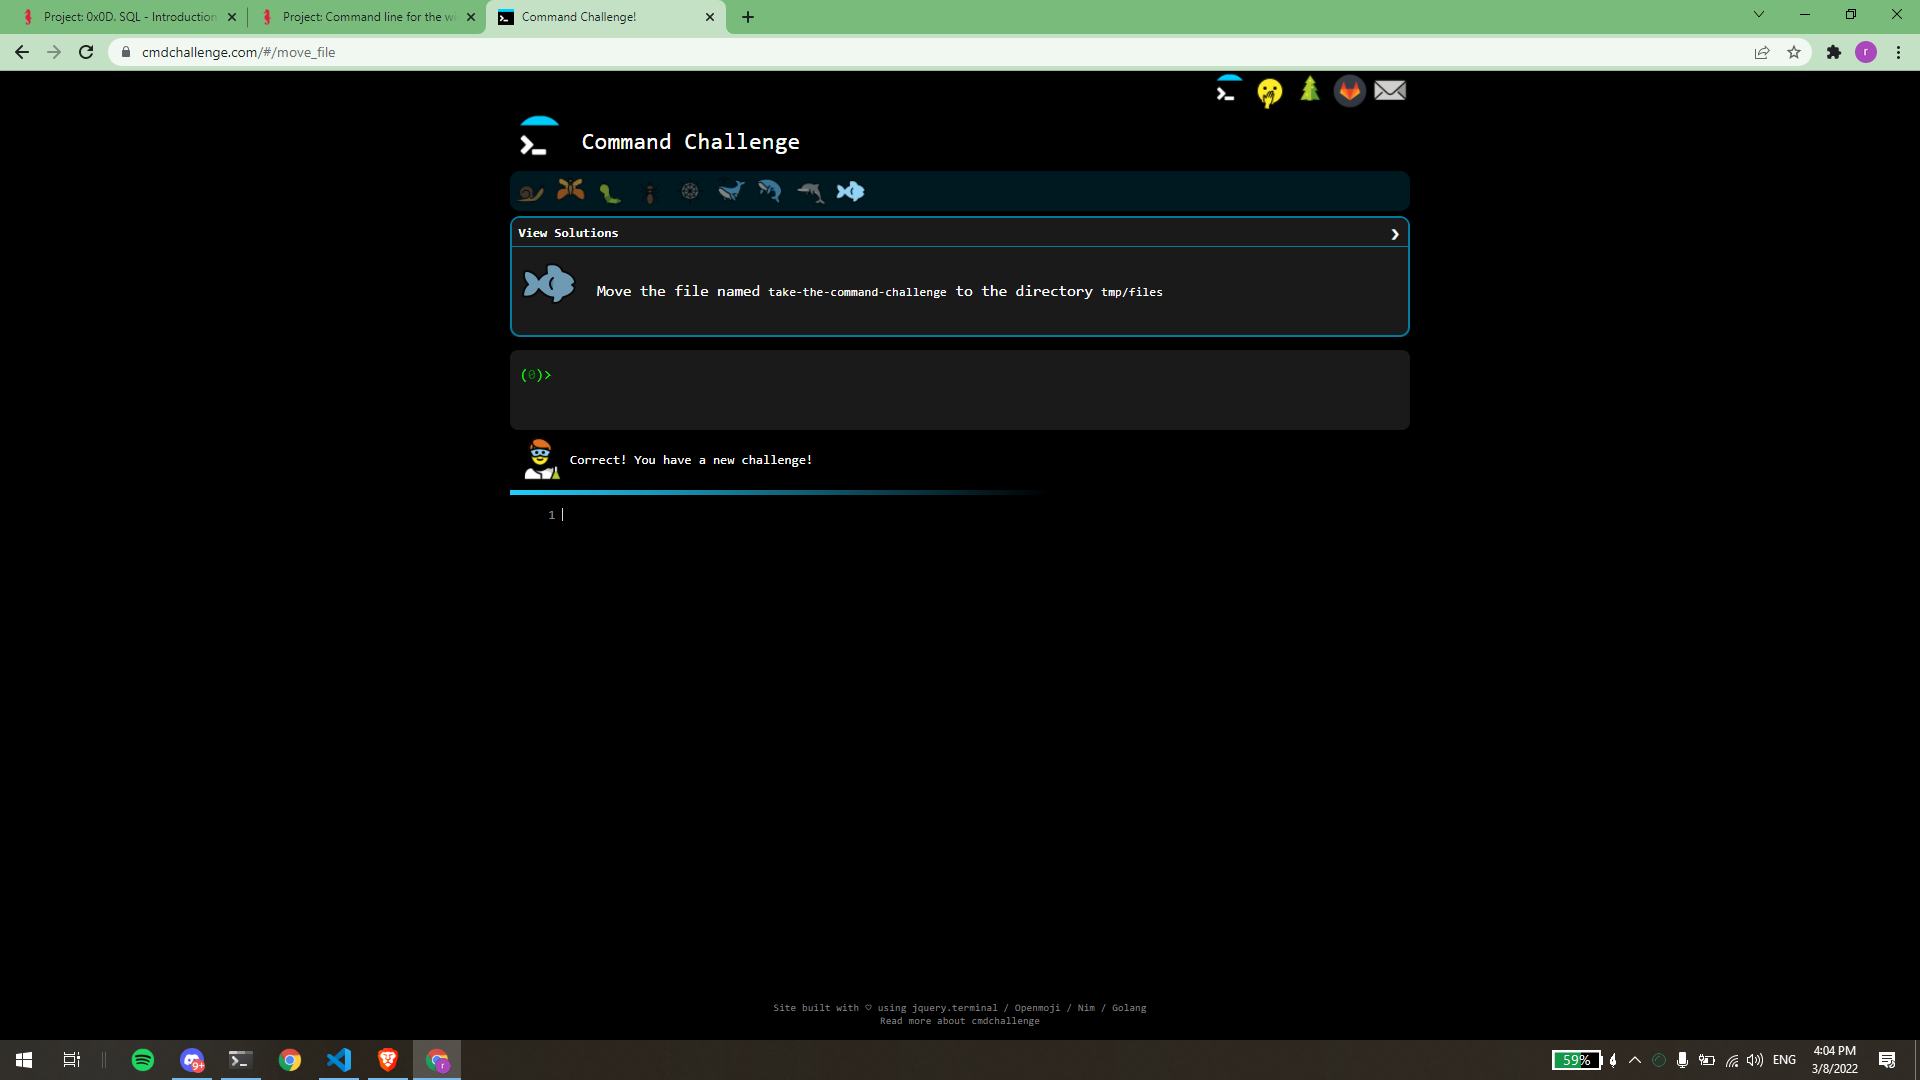 Project: 0x0D. SQL - Introduction
Project: Command line for the wi
Command Challenge!
cmdchallenge.com/#/move_file
r
Command Challenge
View Solutions
Move the file named take-the-command-challenge to the directory tmp/files
(0)>
Correct! You have a new challenge!
1
Site built with ♡ using jquery.terminal / Openmoji / Nim / Golang
Read more about cmdchallenge
9+
r
59%
ENG
4:04 PM
3/8/2022